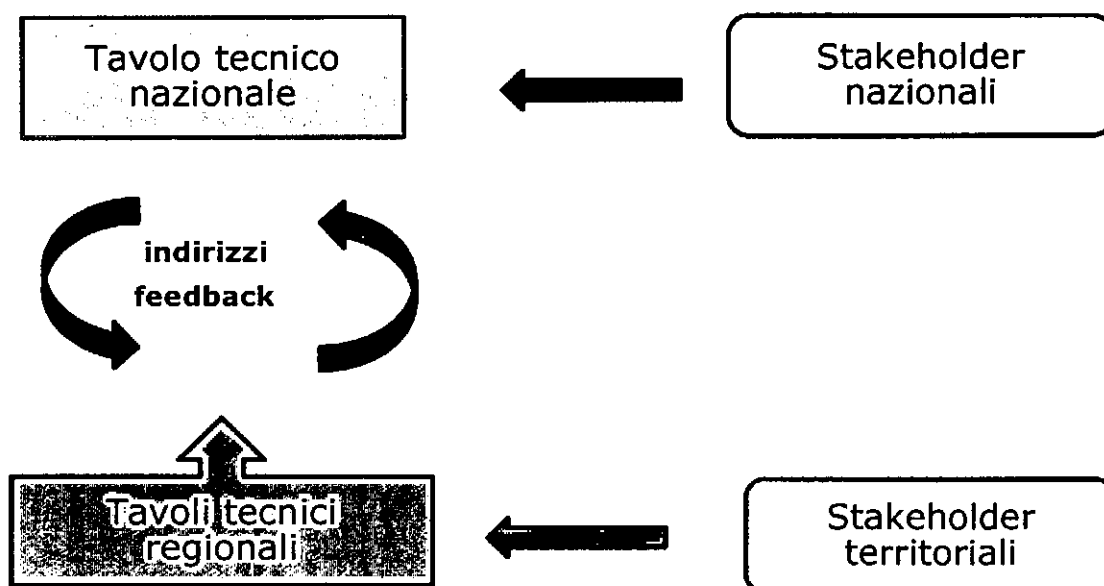 Tavolo tecnico
nazionale
Stakeholder
nazionali
indirizzi
feedback
Tavoli tecnici
regionali
Stakeholder
territoriali